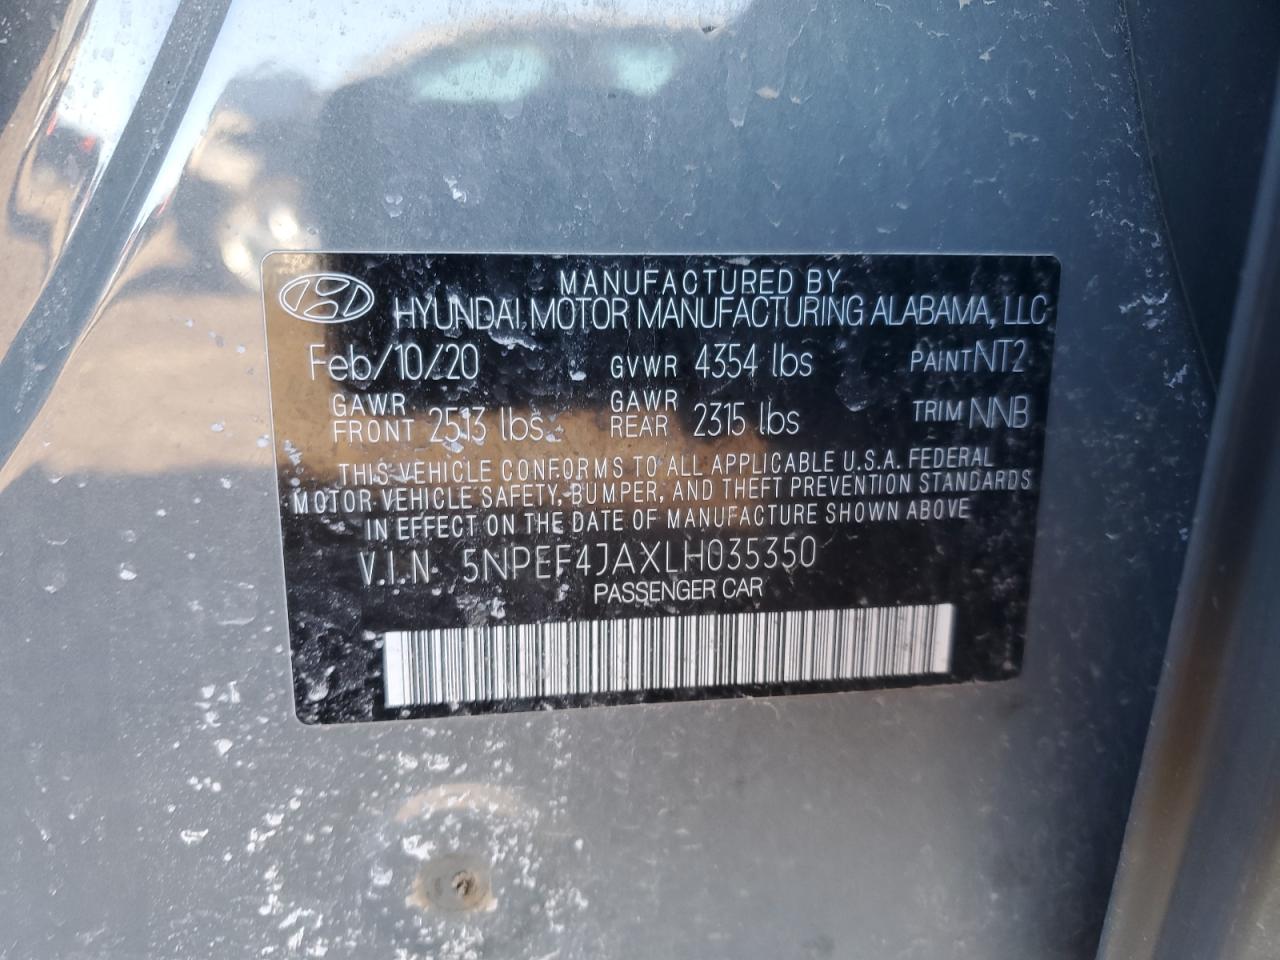 MANUFACTURED BY
HYUNDAI MOTOR MANUFACTURING ALABAMA, LLC
Feb/10/20 GVWR 4354 lbs PAINT NT2
GAWR FRONT 2513 lbs GAWR REAR 2315 lbs TRIM NNB
THIS VEHICLE CONFORMS TO ALL APPLICABLE U.S.A. FEDERAL
MOTOR VEHICLE SAFETY, BUMPER, AND THEFT PREVENTION STANDARDS
IN EFFECT ON THE DATE OF MANUFACTURE SHOWN ABOVE
V.I.N. 5NPEF4JAXLH035350
PASSENGER CAR